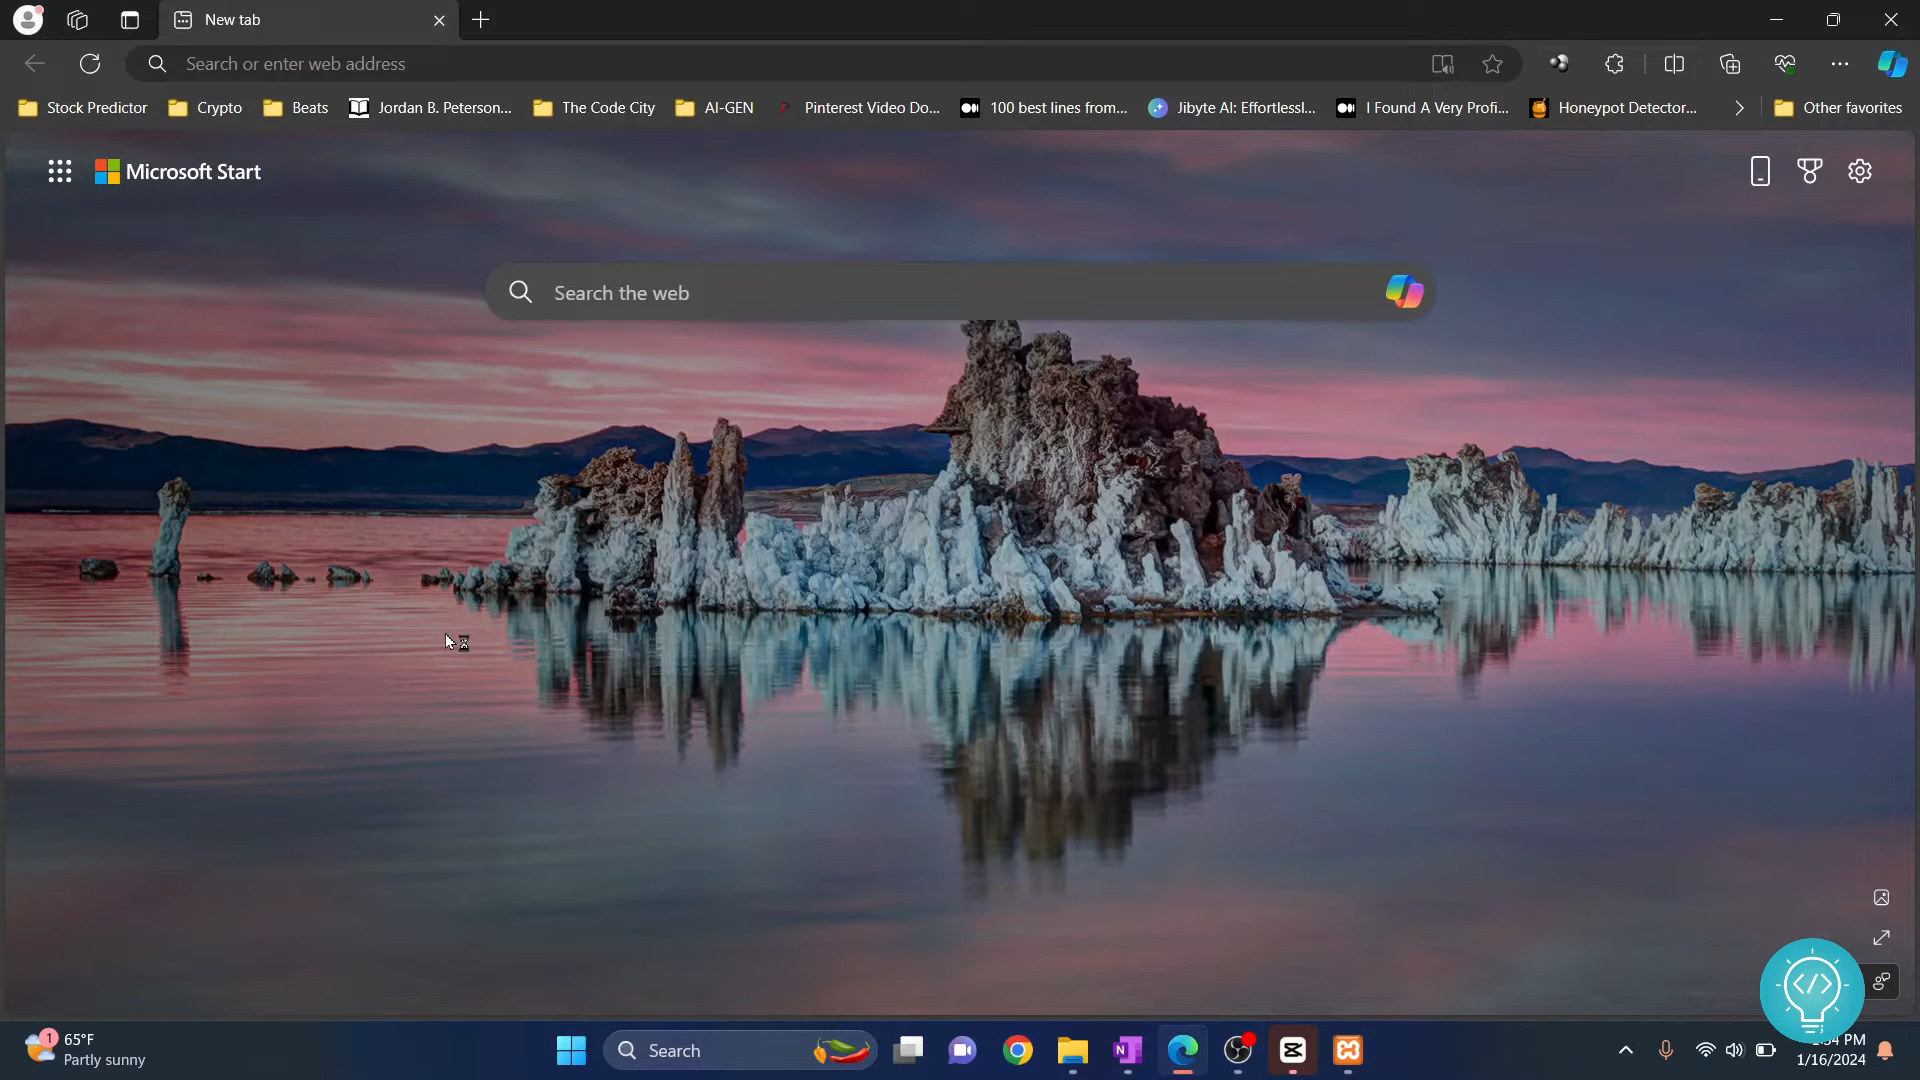 New tab
Search or enter web address
Stock Predictor
Crypto
Beats
Jordan B. Peterson...
The Code City
AI-GEN
Pinterest Video Do...
100 best lines from...
Jibyte AI: Effortlessl...
I Found A Very Profi...
Honeypot Detector...
Other favorites
Microsoft Start
Search the web
</>
1
65°F
Partly sunny
Search
N
PM
1/16/2024